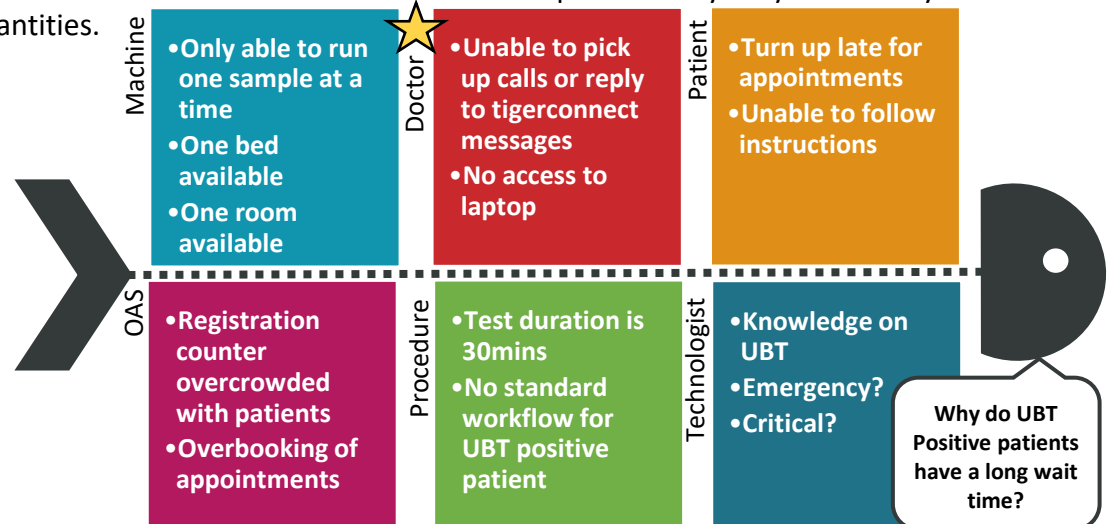 antities.
Machine
•Only able to run
one sample at a
time
•One bed
available
•One room
available
Doctor
•Unable to pick
up calls or reply
to tigerconnect
messages
•No access to
laptop
Patient
•Turn up late for
appointments
•Unable to follow
instructions
OAS
•Registration
counter
overcrowded
with patients
•Overbooking of
appointments
Procedure
•Test duration is
30mins
•No standard
workflow for
UBT positive
patient
Technologist
•Knowledge on
UBT
•Emergency?
•Critical?
Why do UBT
Positive patients
have a long wait
time?